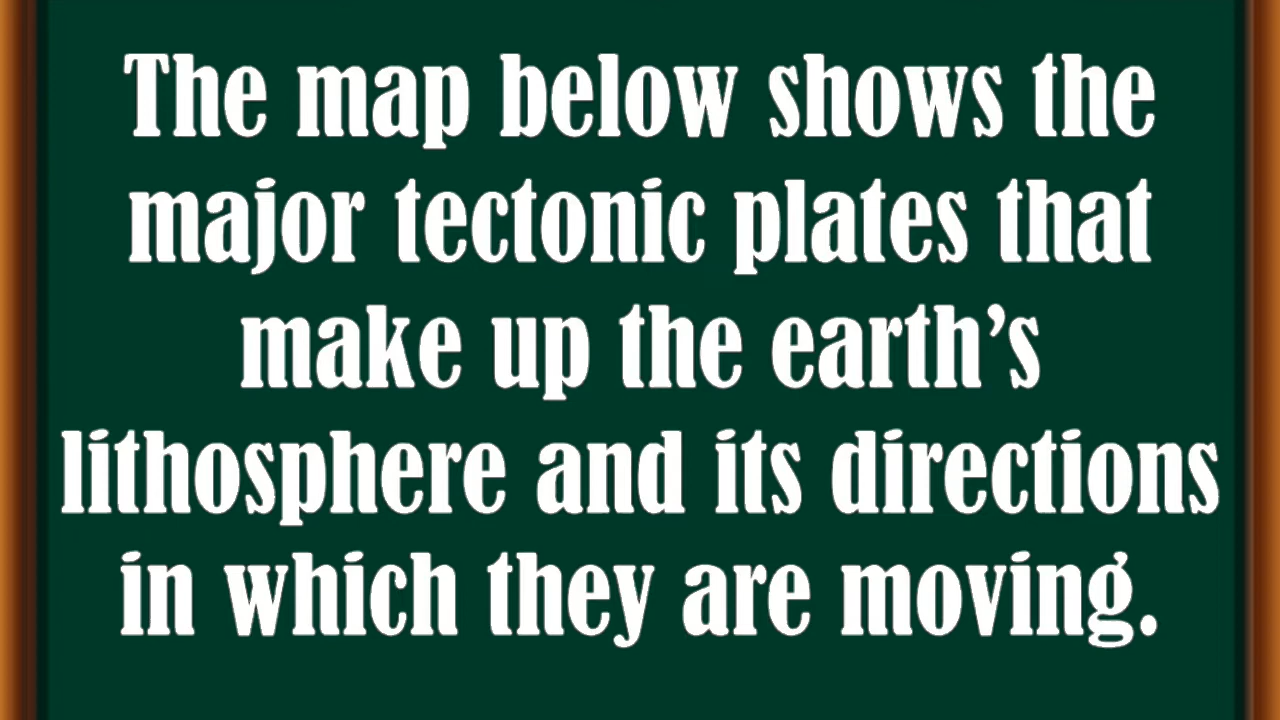 The map below shows the
major tectonic plates that
make up the earth’s
lithosphere and its directions
in which they are moving.